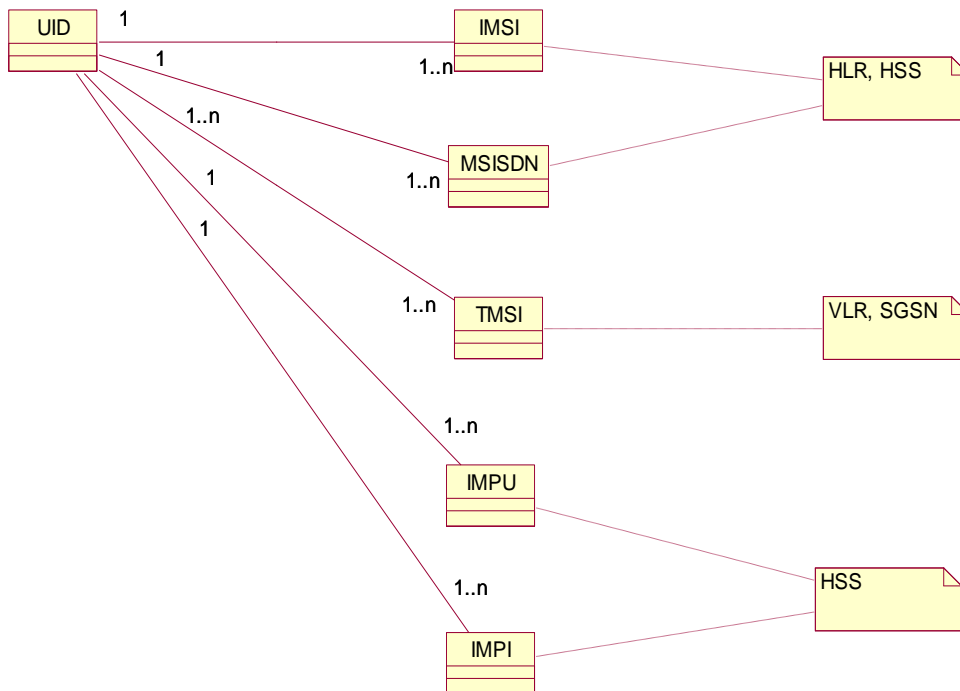 UID
1
IMSI
1..n
HLR, HSS
1
MSISDN
1..n
1..n
TMSI
1..n
VLR, SGSN
1
IMPU
1..n
HSS
1
IMPI
1..n